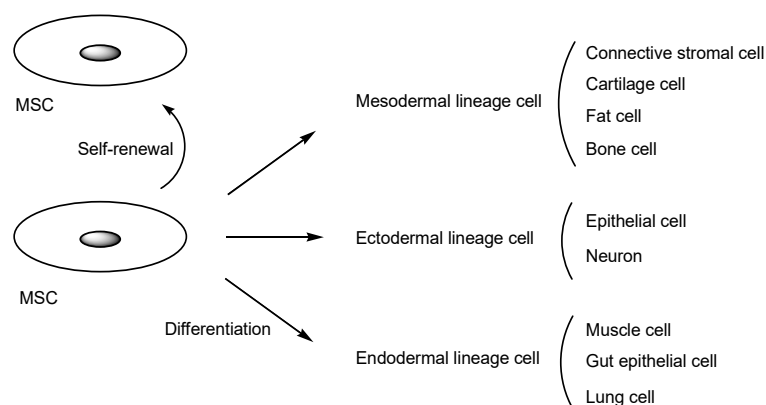 MSC
Self-renewal
MSC
Differentiation
Mesodermal lineage cell
Connective stromal cell
Cartilage cell
Fat cell
Bone cell
Ectodermal lineage cell
Epithelial cell
Neuron
Endodermal lineage cell
Muscle cell
Gut epithelial cell
Lung cell